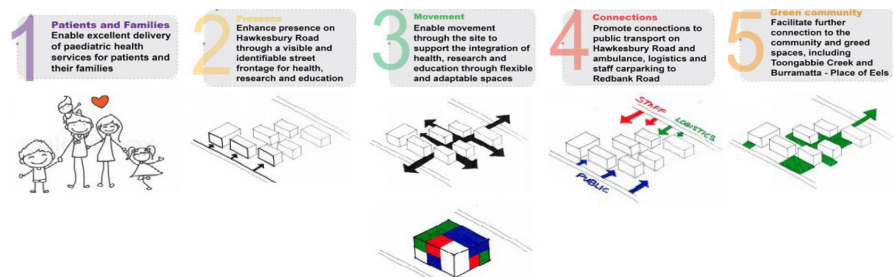 1
Patients and Families
Enable excellent delivery
of paediatric health
services for patients and
their families
2
Presence
Enhance presence on
Hawkesbury Road
through a visible and
identifiable street
frontage for health,
research and education
3
Movement
Enable movement
through the site to
support the integration of
health, research and
education through flexible
and adaptable spaces
4
Connections
Promote connections to
public transport on
Hawkesbury Road and
ambulance, logistics and
staff carparking to
Redbank Road
5
Green community
Facilitate further
connection to the
community and greed
spaces, including
Toongabbie Creek and
Burramatta - Place of Eels.
STAFF
LOGISTICS
PUBLIC